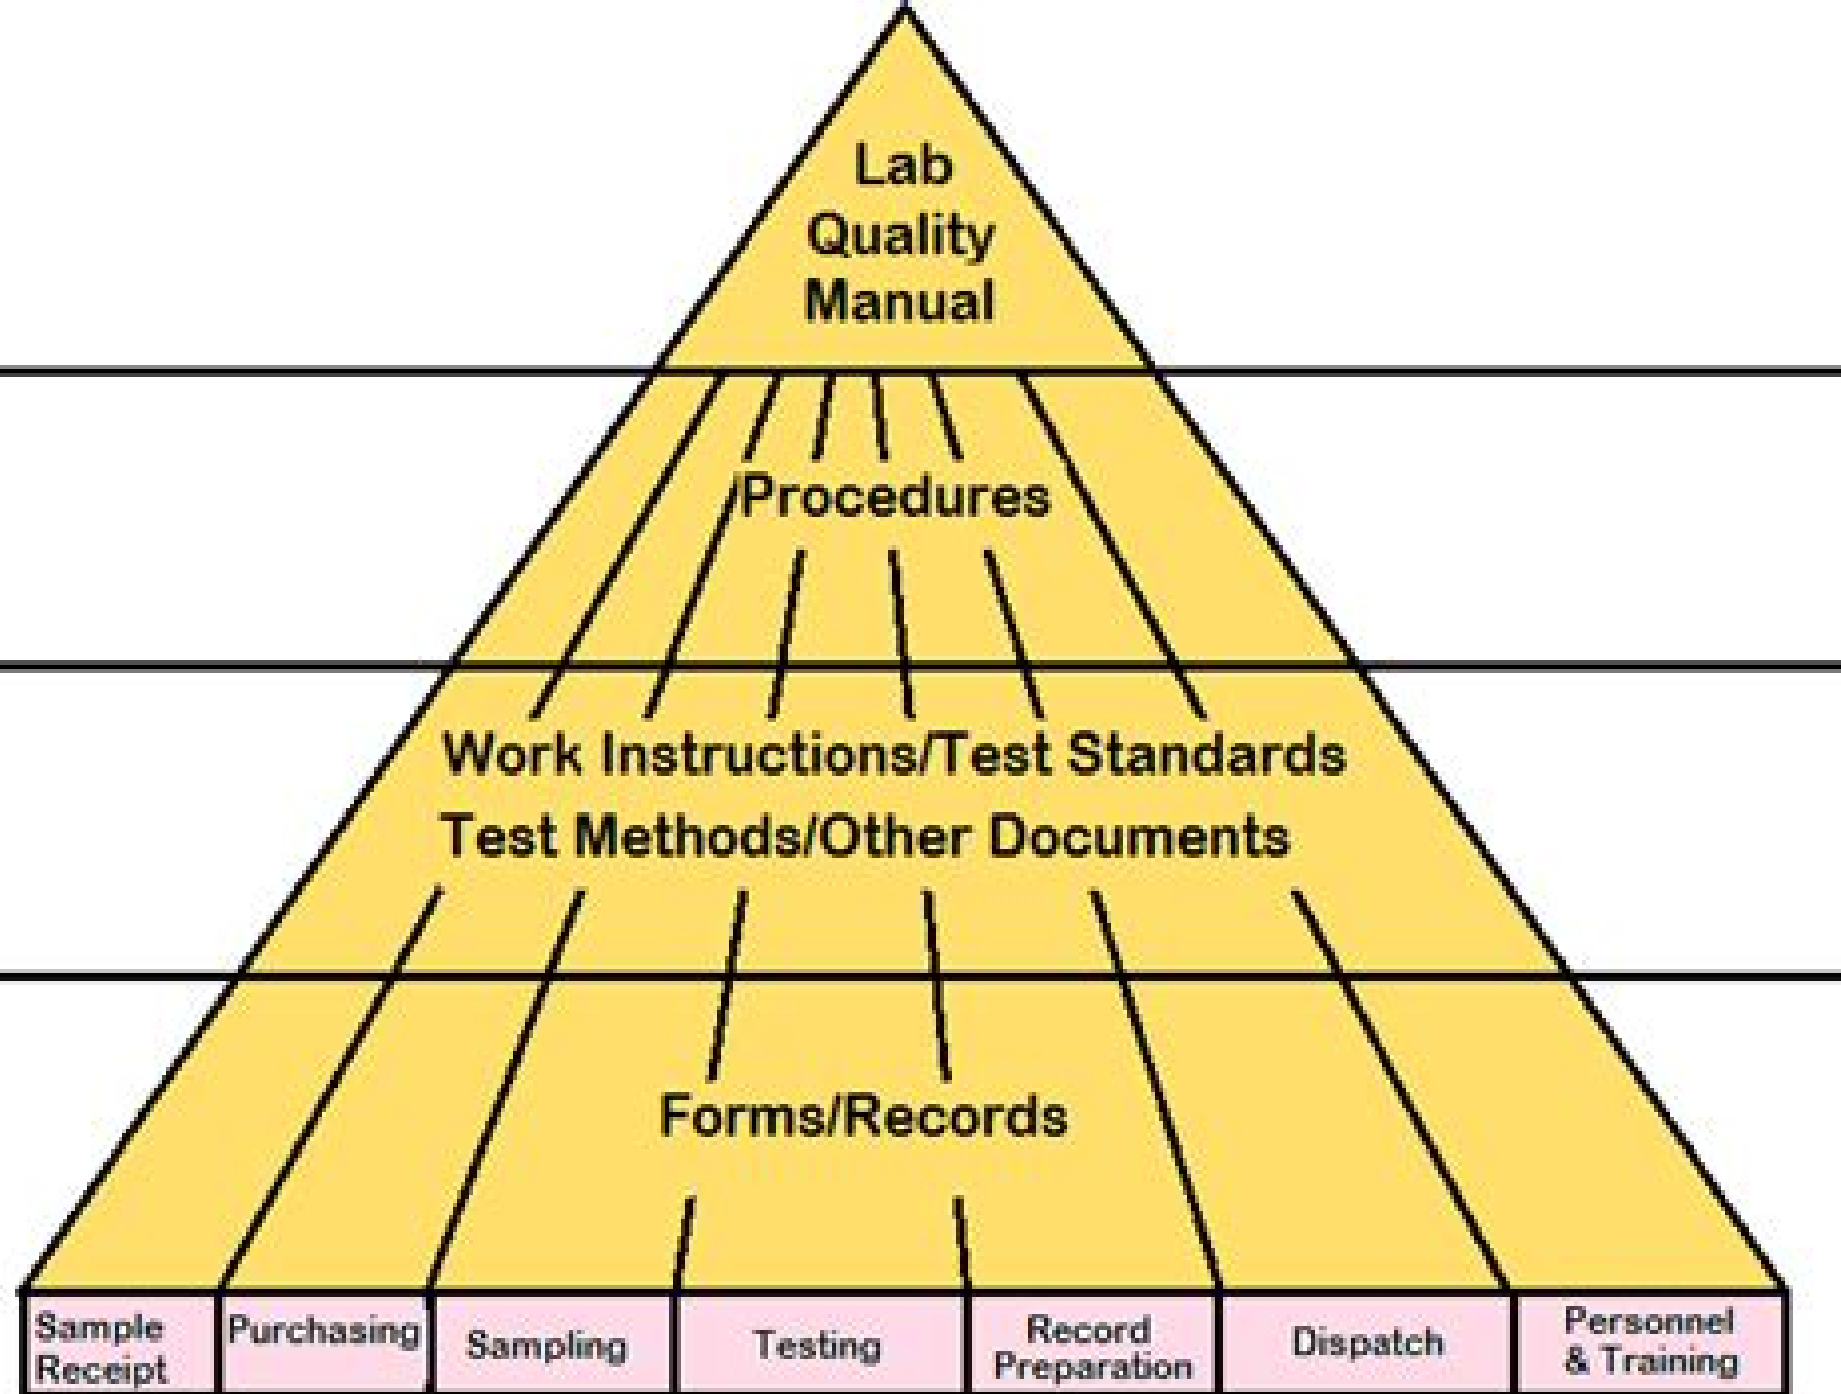 Lab
Quality
Manual
Procedures
Work Instructions/Test Standards
Test Methods/Other Documents
Forms/Records
Sample
Receipt
Purchasing
Sampling
Testing
Record
Preparation
Dispatch
Personnel
& Training